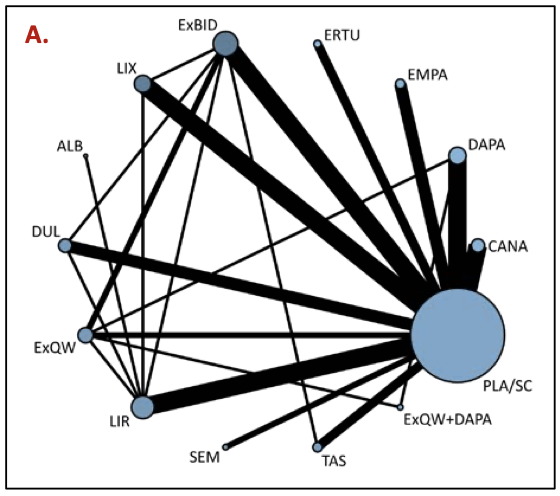 A.
ExBID
ERTU
LIX
EMPA
ALB
DAPA
DUL
CANA
ExQW
PLA/SC
LIR
ExQW+DAPA
SEM
TAS